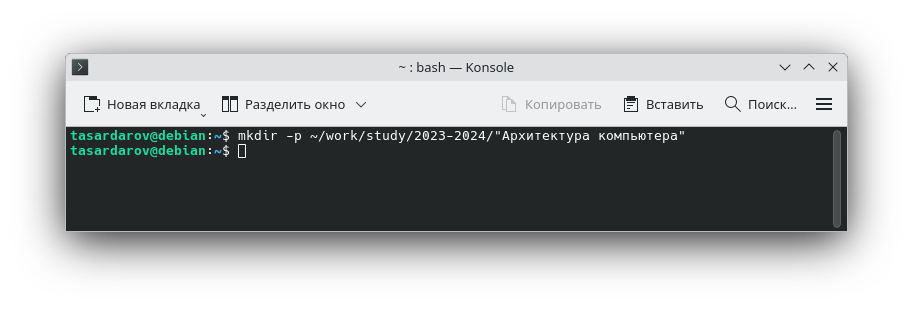 ~ : bash — Konsole
Новая вкладка Разделить окно Копировать Вставить Поиск...
tasardarov@debian:~$ mkdir -p ~/work/study/2023-2024/"Архитектура компьютера"
tasardarov@debian:~$